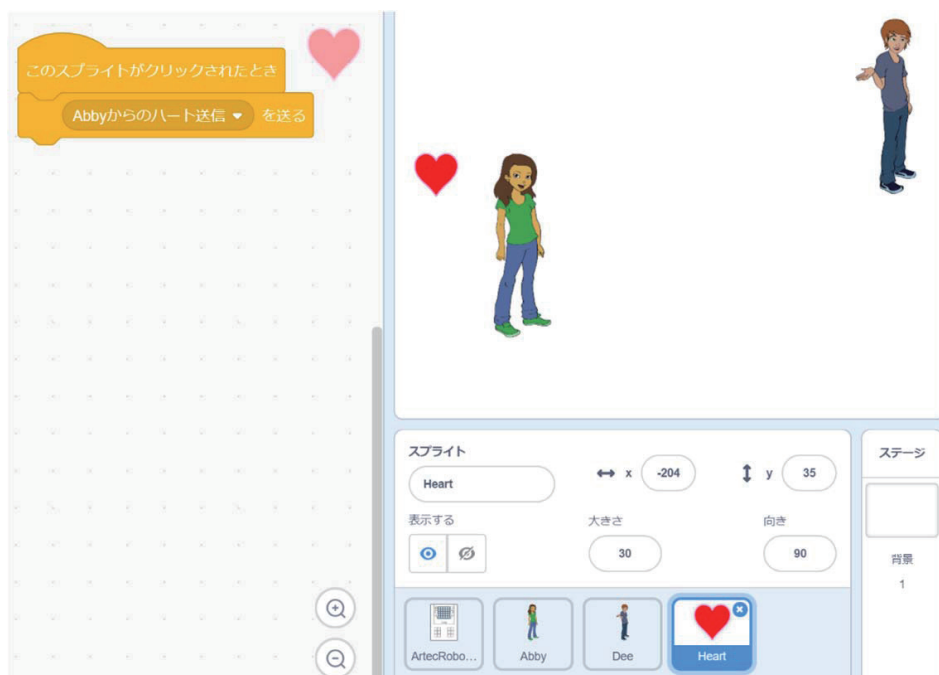 このスプライトがクリックされたとき
Abbyからのハート送信 を送る
スプライト
Heart
x -204
y 35
表示する
大きさ
30
向き
90
ArtecRobo...
Abby
Dee
Heart
ステージ
背景
1